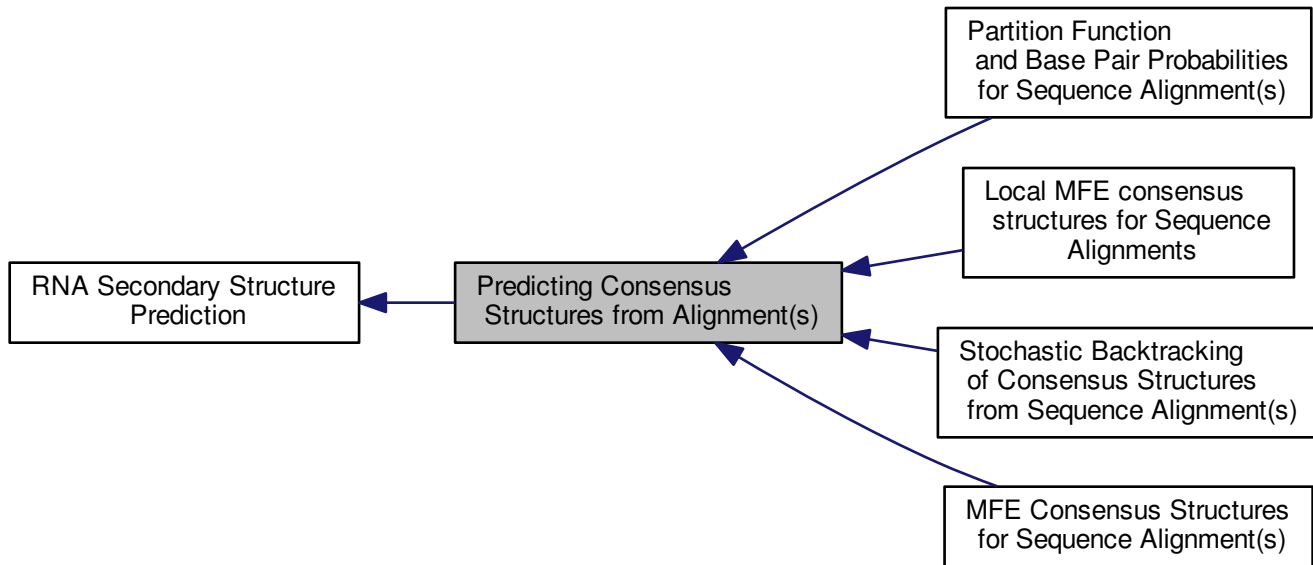 Partition Function
and Base Pair Probabilities
for Sequence Alignment(s)
Local MFE consensus
structures for Sequence
Alignments
RNA Secondary Structure
Prediction
Predicting Consensus
Structures from Alignment(s)
Stochastic Backtracking
of Consensus Structures
from Sequence Alignment(s)
MFE Consensus Structures
for Sequence Alignment(s)